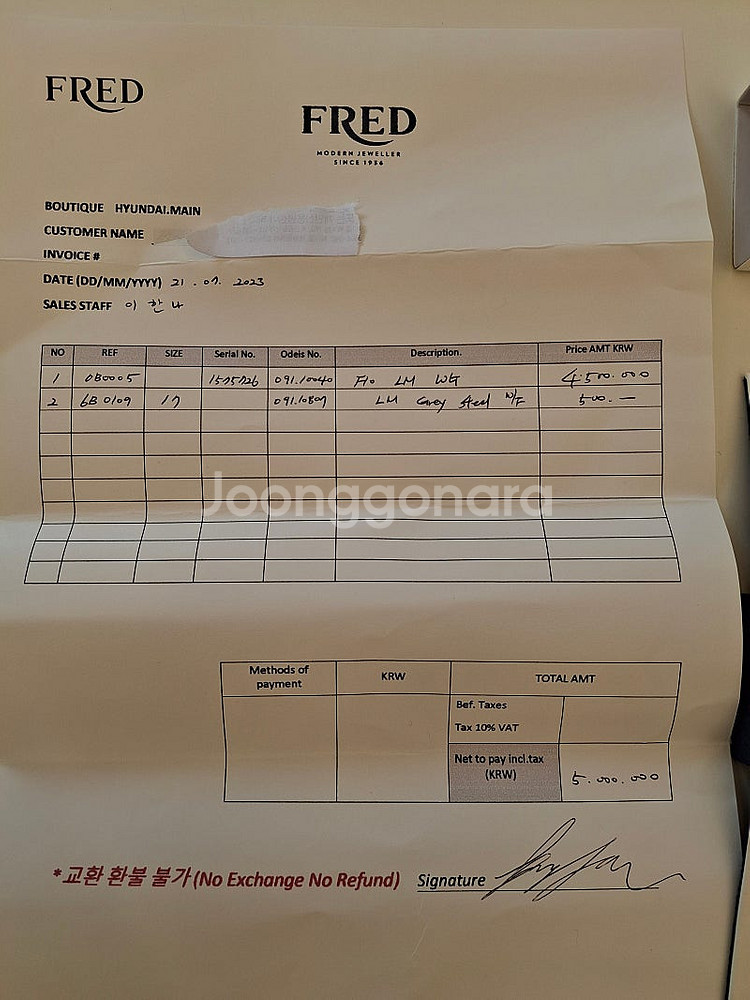 FRED
FRED
MODERN JEWELLER
SINCE 1936
BOUTIQUE HYUNDAI.MAIN
CUSTOMER NAME
INVOICE #
DATE (DD/MM/YYYY) 21 . 07. 2023
SALES STAFF 이 한 나
NO REF SIZE Serial No. Odeis No. Description. Price AMT KRW
1 0B0005 091.10040 F10 LM WG 4.500.000
2 6B0109 17 091.10807 LM Grey Steel 500.—
Joonggonara
Methods of payment KRW TOTAL AMT
Bef. Taxes
Tax 10% VAT
Net to pay incl.tax (KRW) 5.000.000
*교환 환불 불가 (No Exchange No Refund) Signature